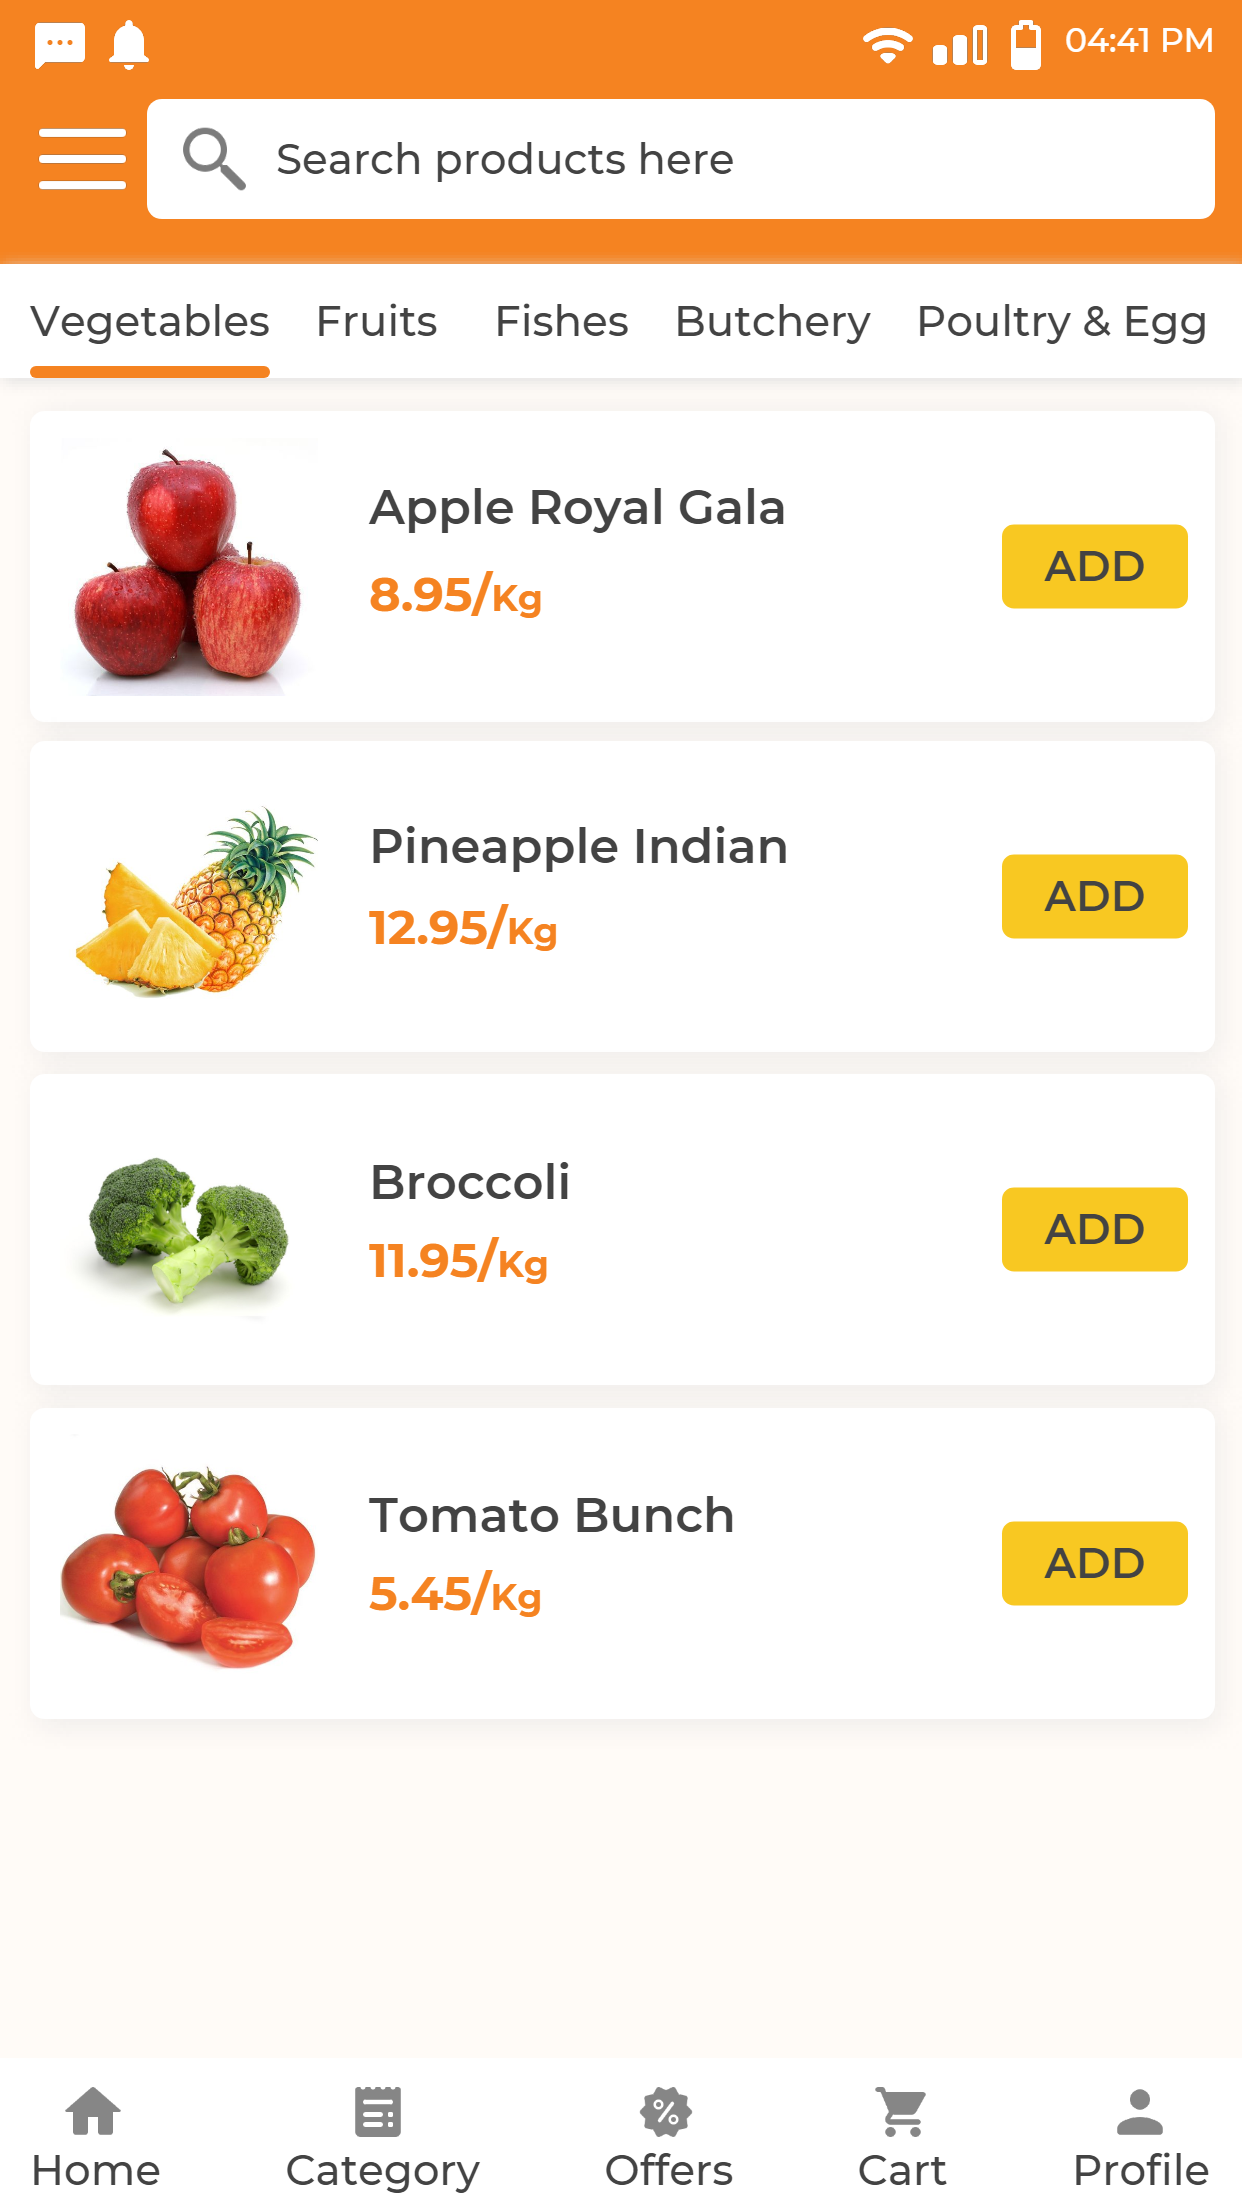 04:41 PM
Search products here
Vegetables Fruits Fishes Butchery Poultry & Egg
Apple Royal Gala
8.95/Kg
ADD
Pineapple Indian
12.95/Kg
ADD
Broccoli
11.95/Kg
ADD
Tomato Bunch
5.45/Kg
ADD
Home Category Offers Cart Profile